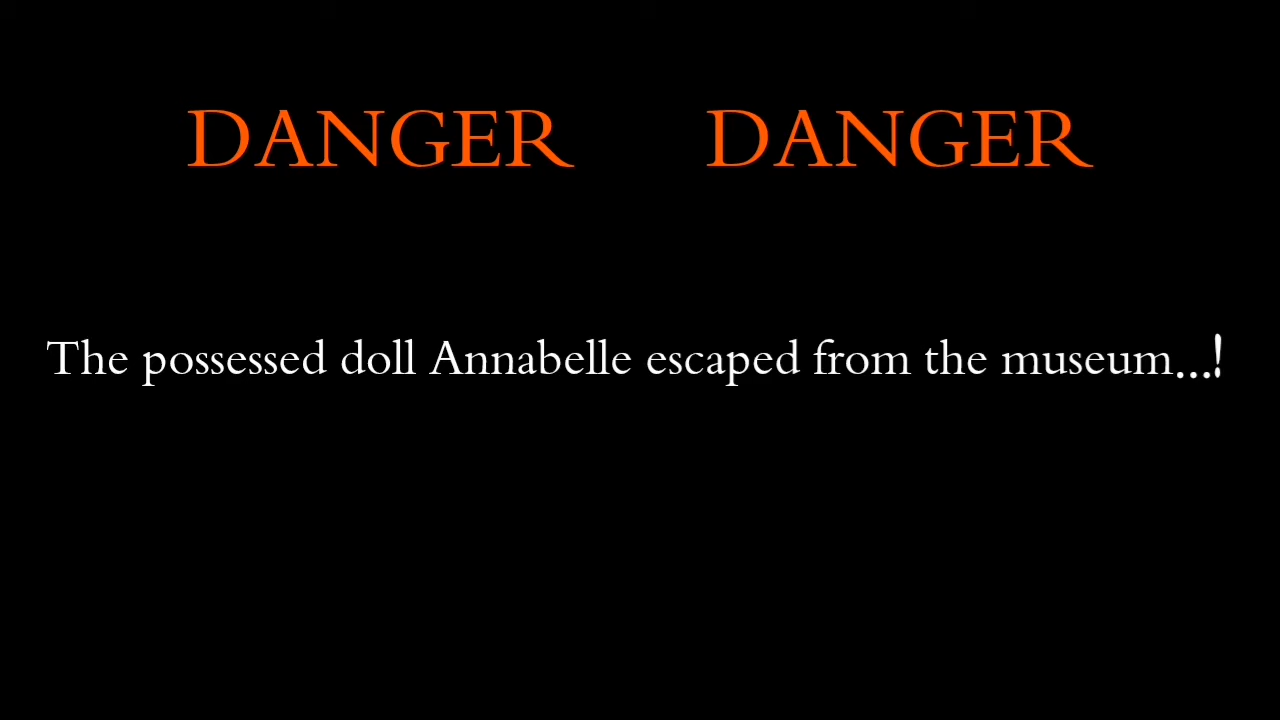 DANGER DANGER
The possessed doll Annabelle escaped from the museum...!